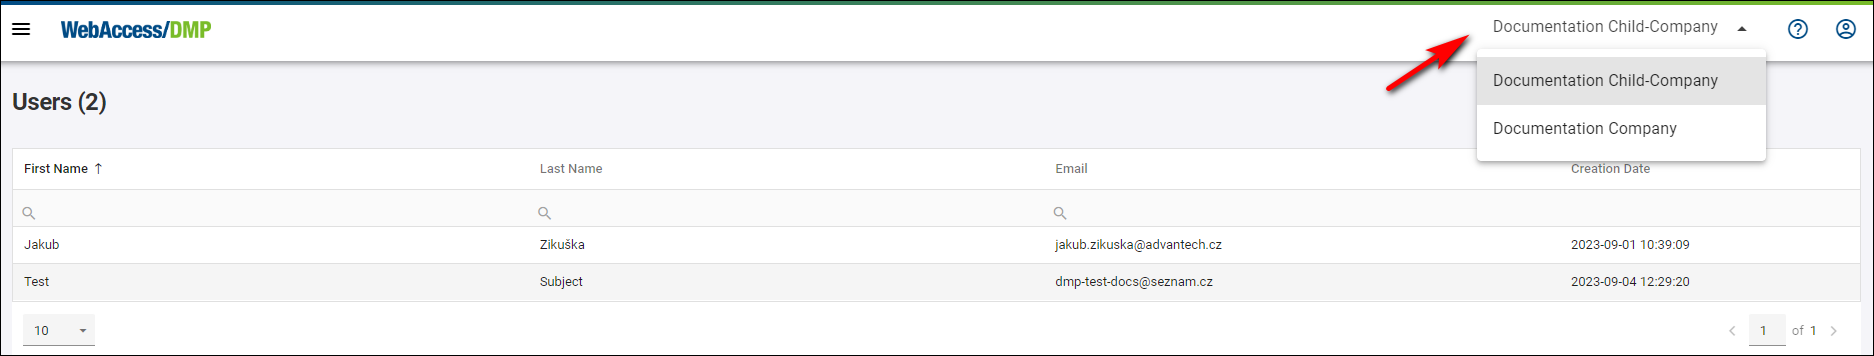 WebAccess/DMP
Documentation Child-Company
Documentation Child-Company
Documentation Company
Users (2)
First Name ↑ Last Name Email Creation Date
Jakub Zikuška jakub.zikuska@advantech.cz 2023-09-01 10:39:09
Test Subject dmp-test-docs@seznam.cz 2023-09-04 12:29:20
10 1 of 1